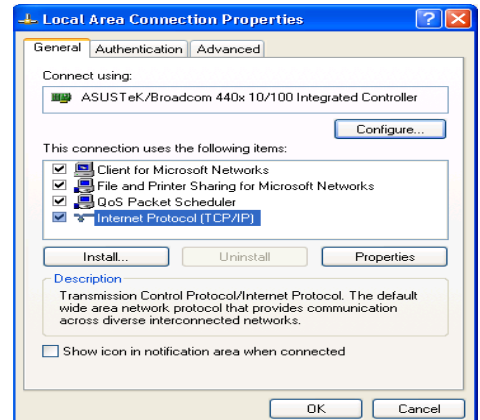 Local Area Connection Properties
General Authentication Advanced
Connect using:
ASUSTeK/Broadcom 440x 10/100 Integrated Controller
Configure...
This connection uses the following items:
Client for Microsoft Networks
File and Printer Sharing for Microsoft Networks
QoS Packet Scheduler
Internet Protocol (TCP/IP)
Install... Uninstall Properties
Description
Transmission Control Protocol/Internet Protocol. The default
wide area network protocol that provides communication
across diverse interconnected networks.
Show icon in notification area when connected
OK Cancel